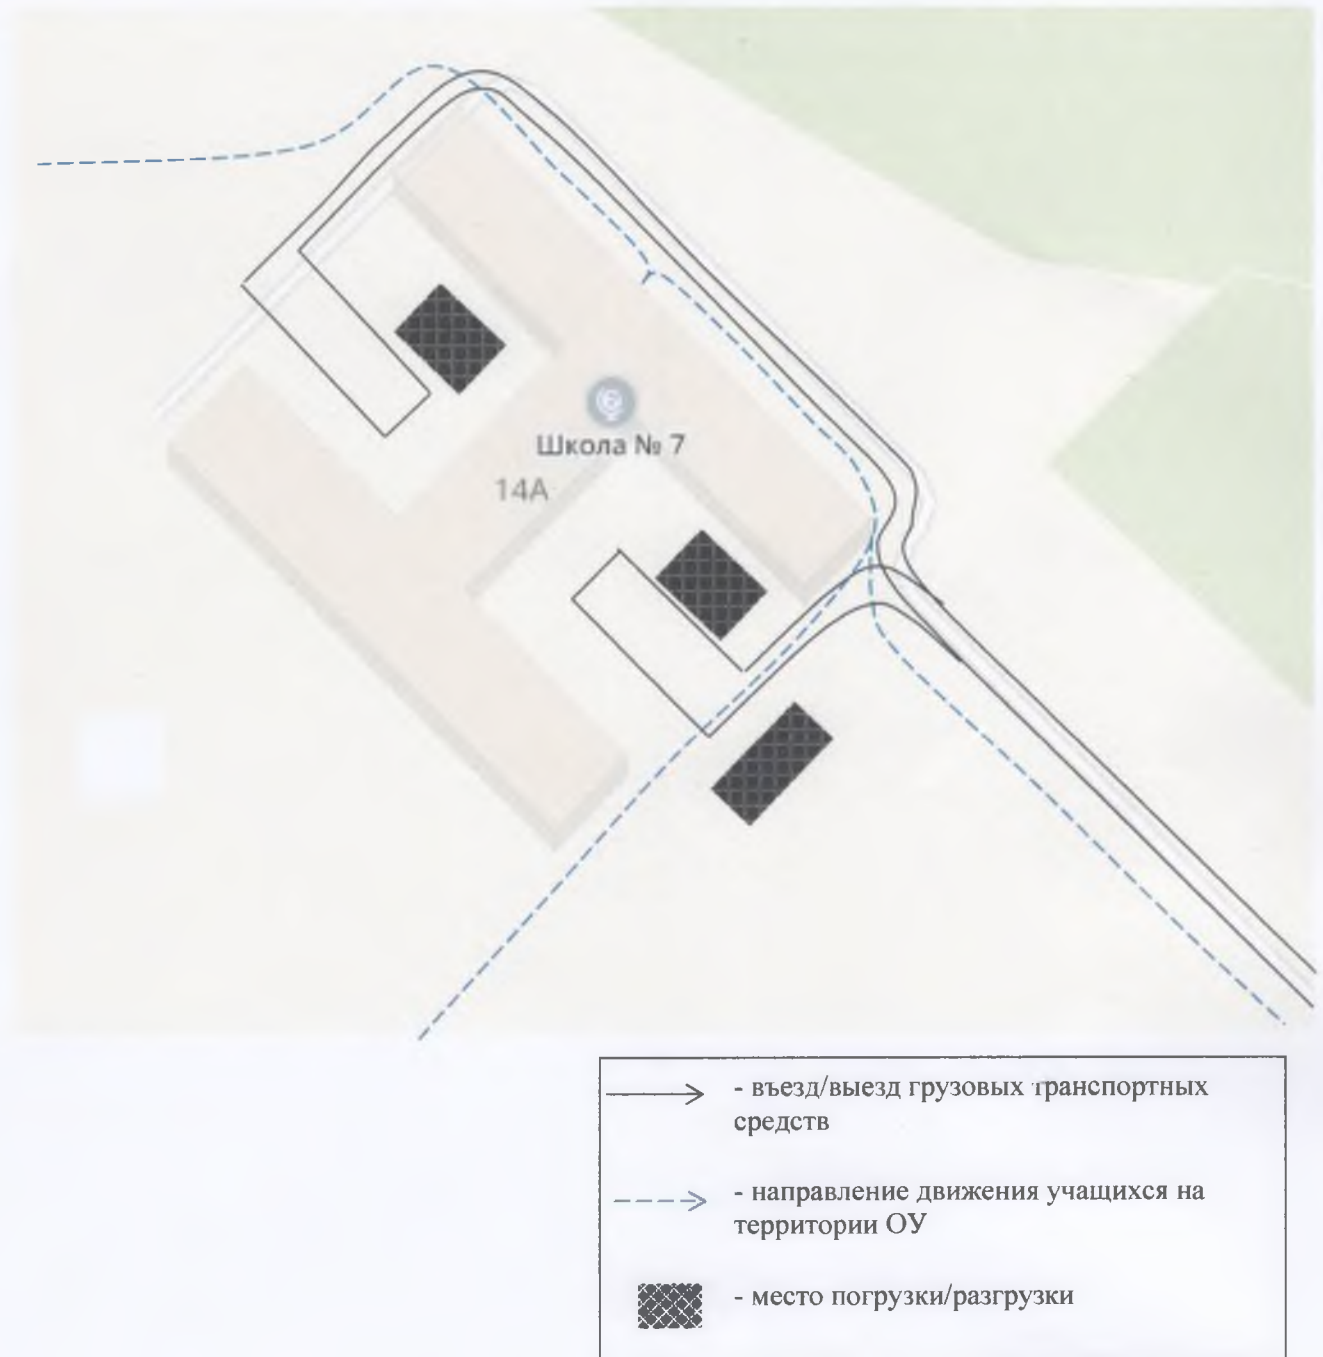 Школа № 7
14А
- въезд/выезд грузовых транспортных
средств
- направление движения учащихся на
территории ОУ
- место погрузки/разгрузки